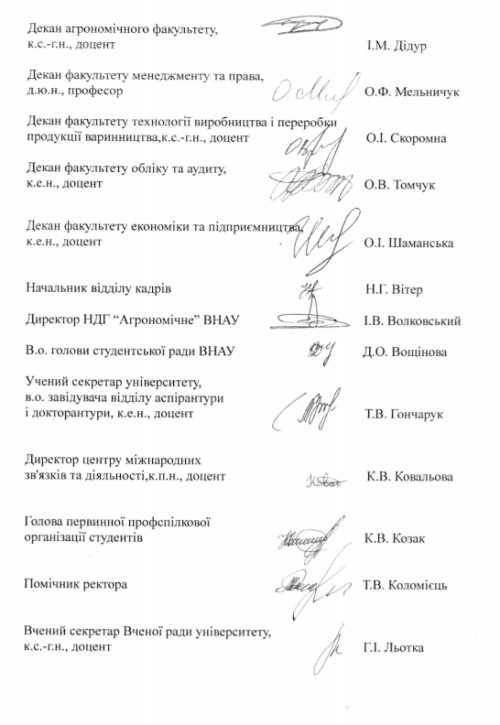 Декан агрономічного факультету,
к.с.-г.н., доцент І.М. Дідур
Декан факультету менеджменту та права,
д.ю.н., професор О.Ф. Мельничук
Декан факультету технології виробництва і переробки
продукції варинництва,к.с.-г.н., доцент О.І. Скоромна
Декан факультету обліку та аудиту,
к.е.н., доцент О.В. Томчук
Декан факультету економіки та підприємництва,
к.е.н., доцент О.І. Шаманська
Начальник відділу кадрів Н.Г. Вітер
Директор НДГ “Агрономічне” ВНАУ І.В. Волковський
В.о. голови студентської ради ВНАУ Д.О. Вощінова
Учений секретар університету,
в.о. завідувача відділу аспірантури
і докторантури, к.е.н., доцент Т.В. Гончарук
Директор центру міжнародних
зв'язків та діяльності,к.п.н., доцент К.В. Ковальова
Голова первинної профспілкової
організації студентів К.В. Козак
Помічник ректора Т.В. Коломієць
Вчений секретар Вченої ради університету,
к.с.-г.н., доцент Г.І. Льотка